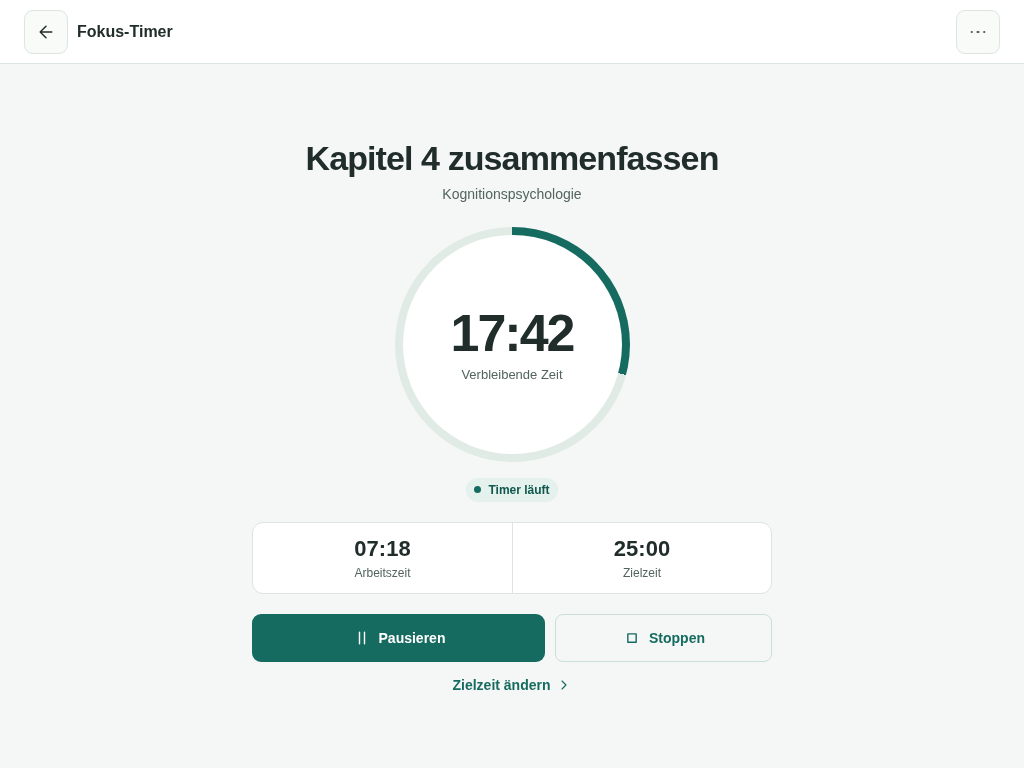 Fokus-Timer
Kapitel 4 zusammenfassen
Kognitionspsychologie
17:42
Verbleibende Zeit
Timer läuft
07:18
Arbeitszeit
25:00
Zielzeit
Pausieren
Stoppen
Zielzeit ändern